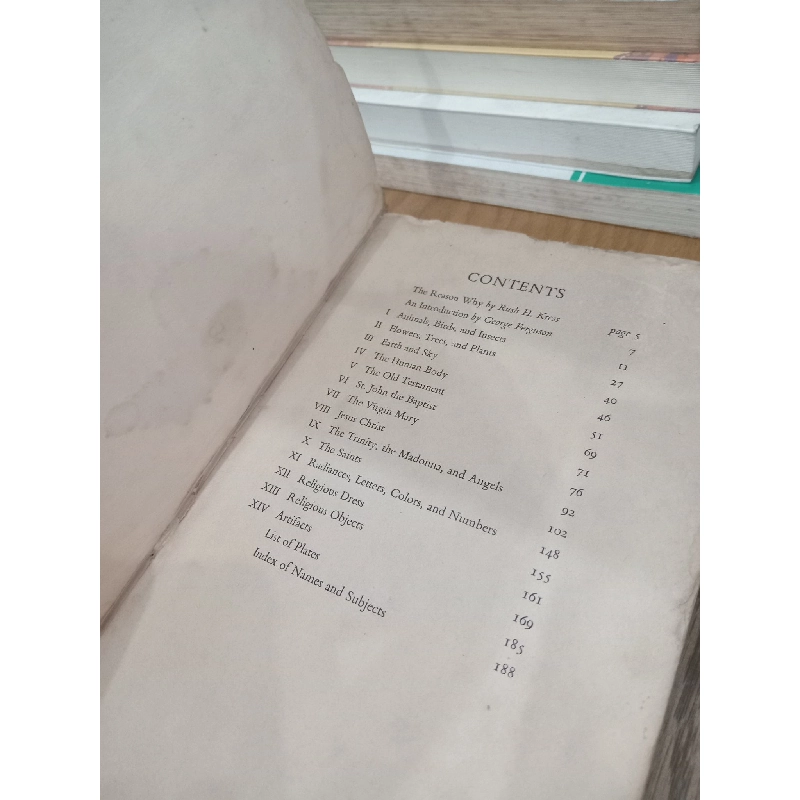 CONTENTS
The Reason Why by Rush H. Kress page 5
An Introduction by George Ferguson 7
I Animals, Birds, and Insects 11
II Flowers, Trees, and Plants 27
III Earth and Sky 40
IV The Human Body 46
V The Old Testament 51
VI St. John the Baptist 69
VII The Virgin Mary 71
VIII Jesus Christ 76
IX The Trinity, the Madonna, and Angels 92
X The Saints 102
XI Radiances, Letters, Colors, and Numbers 148
XII Religious Dress 155
XIII Religious Objects 161
XIV Artifacts 169
List of Plates 185
Index of Names and Subjects 188